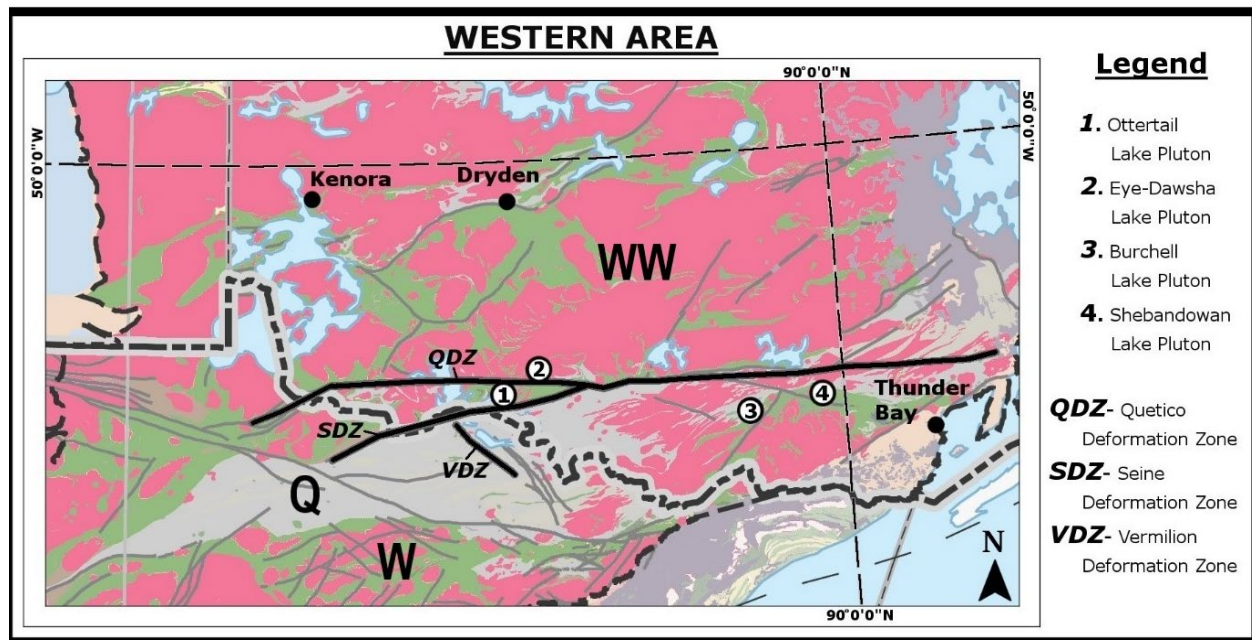 WESTERN AREA
90°0'0"N
50°0'0"W
50°0'0"W
Kenora
Dryden
WW
QDZ
2
1
3
4
Thunder
Bay
SDZ
VDZ
Q
W
N
90°0'0"N
Legend
1. Ottertail
Lake Pluton
2. Eye-Dawsha
Lake Pluton
3. Burchell
Lake Pluton
4. Shebandowan
Lake Pluton
QDZ- Quetico
Deformation Zone
SDZ- Seine
Deformation Zone
VDZ- Vermilion
Deformation Zone